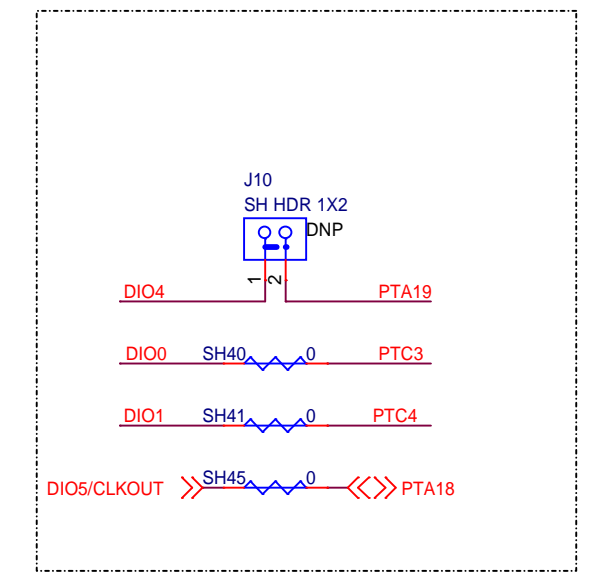 J10
SH HDR 1X2
DNP
1 2
DIO4 PTA19
DIO0 SH40 0 PTC3
DIO1 SH41 0 PTC4
DIO5/CLKOUT SH45 0 PTA18